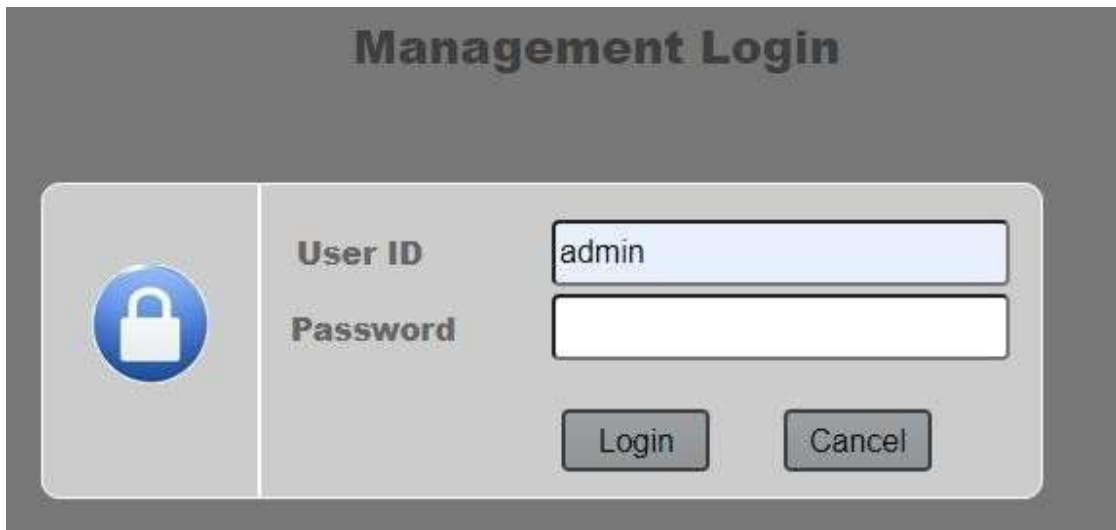 Management Login
User ID
admin
Password
Login
Cancel